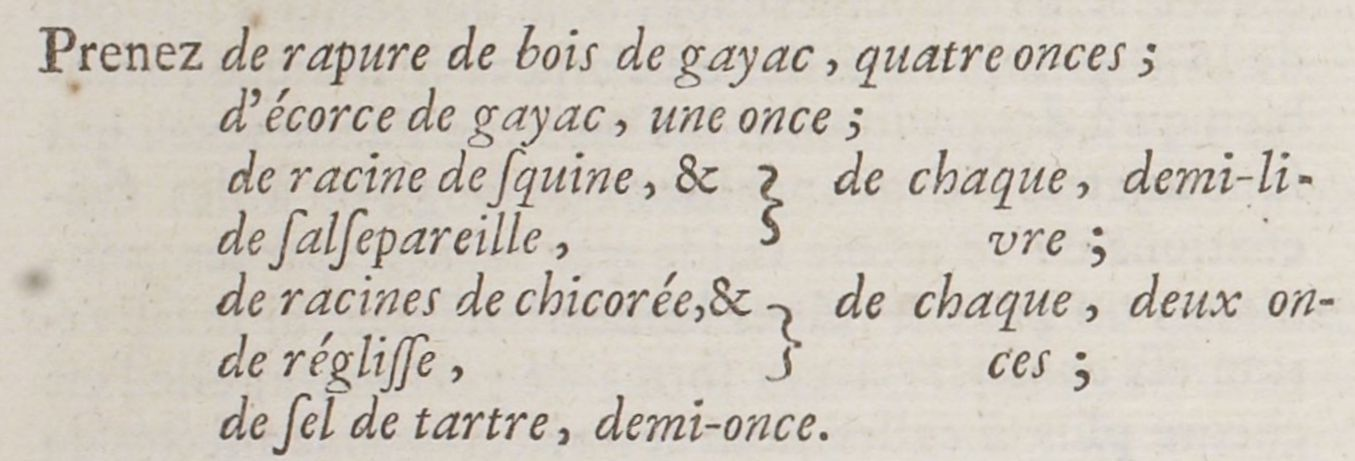 Prenez de rapure de bois de gayac, quatre onces;
d'écorce de gayac, une once;
de racine de ſquine, & } de chaque, demi-li-
de ſalſepareille, vre;
de racines de chicorée, & } de chaque, deux on-
de régliſſe, ces;
de ſel de tartre, demi-once.